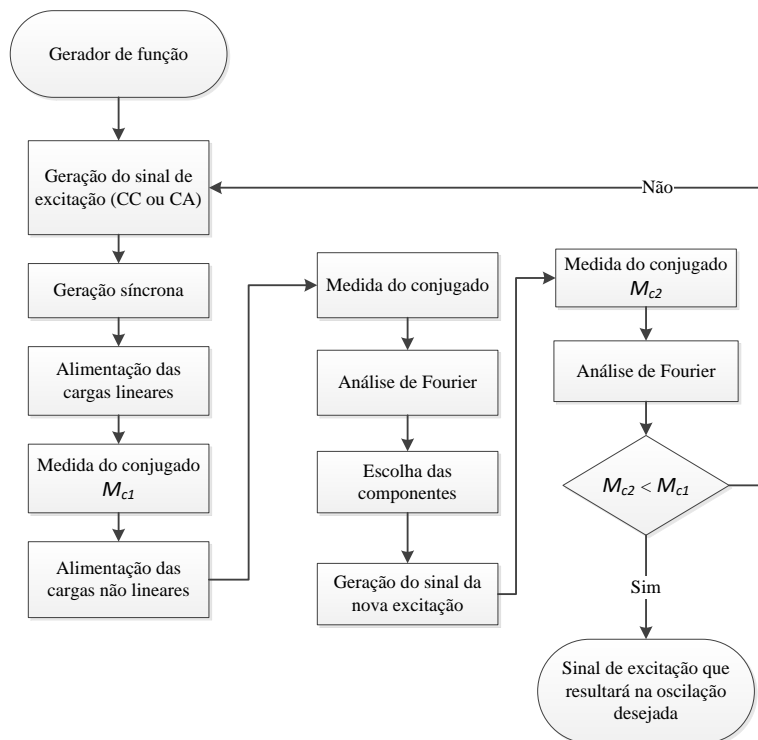 Gerador de função
Geração do sinal de
excitação (CC ou CA)
Geração síncrona
Alimentação das
cargas lineares
Medida do conjugado
Mc1
Alimentação das
cargas não lineares
Medida do conjugado
Análise de Fourier
Escolha das
componentes
Geração do sinal da
nova excitação
Medida do conjugado
Mc2
Análise de Fourier
Mc2 < Mc1
Não
Sim
Sinal de excitação que
resultará na oscilação
desejada